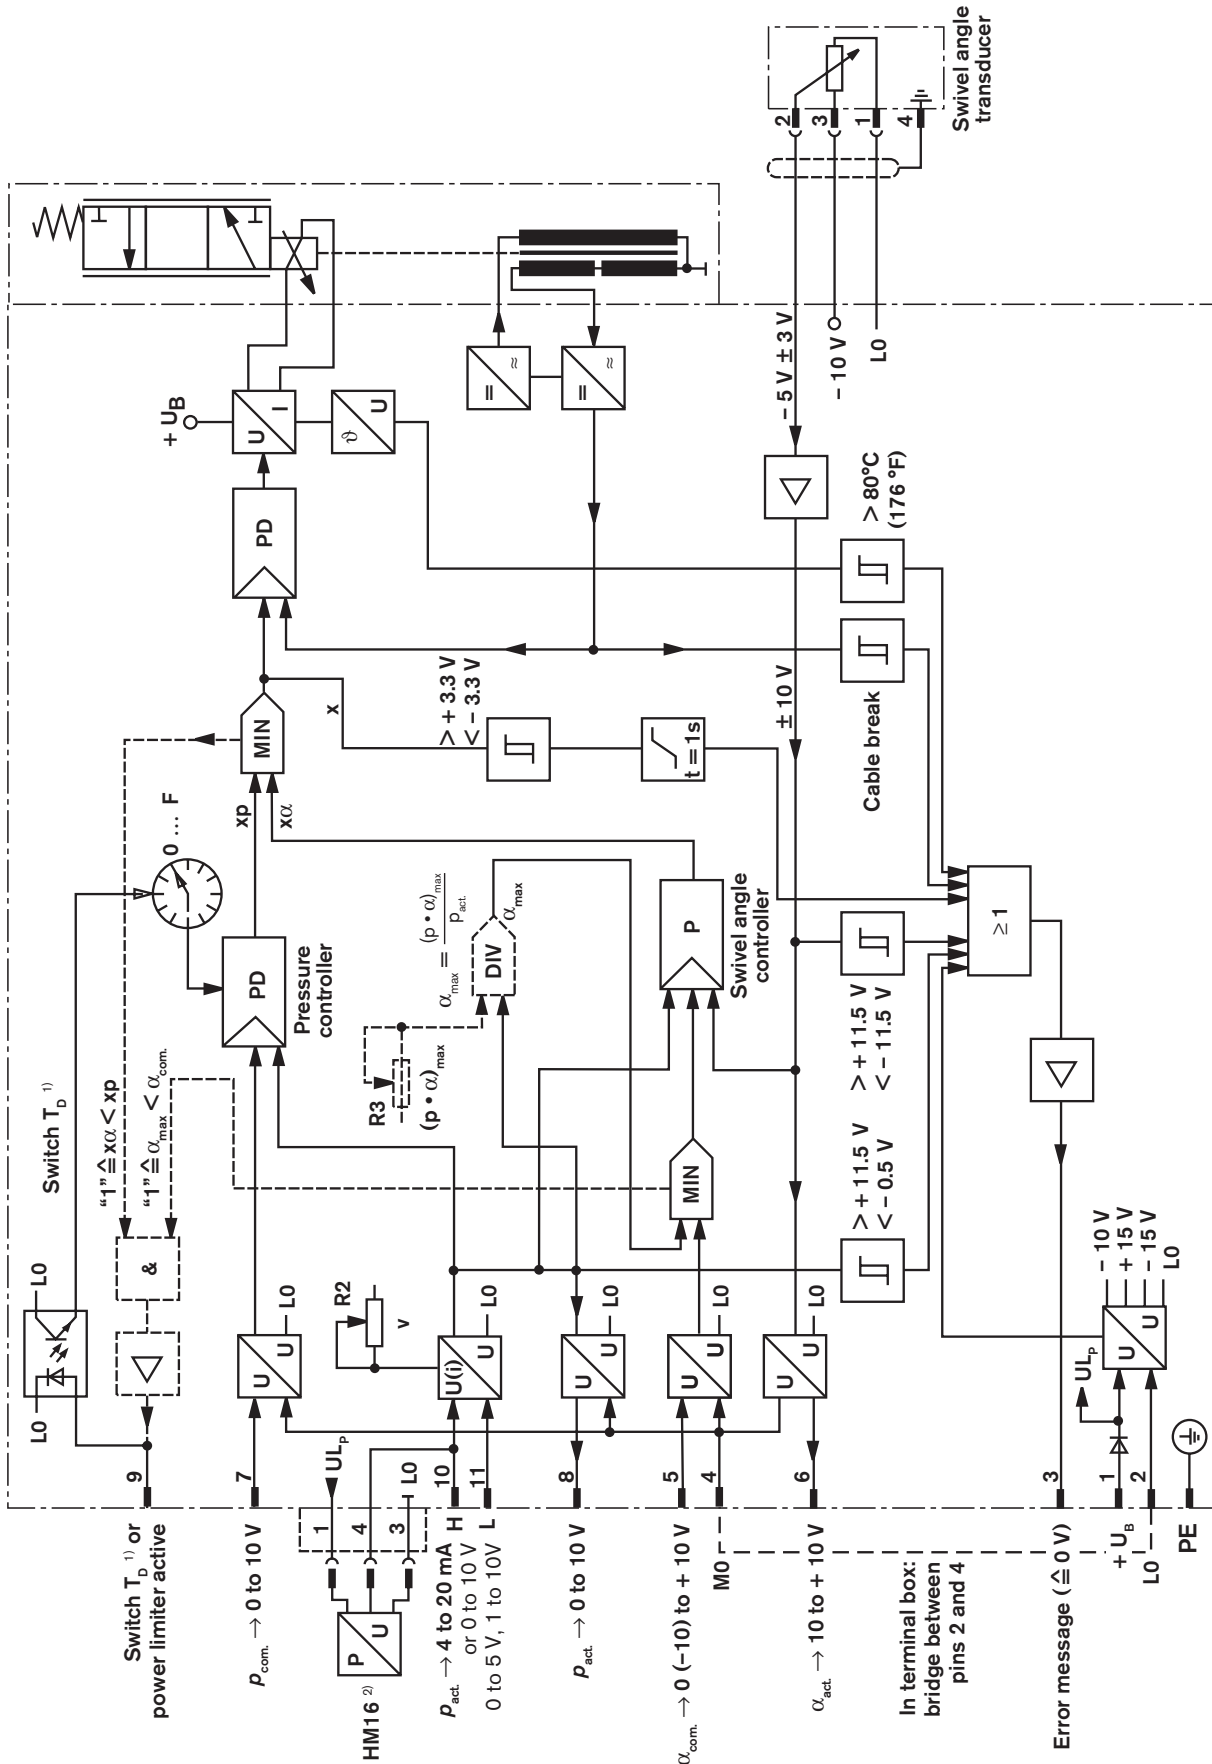 Switch T_D 1) or
power limiter active
9
L0
L0
Switch T_D 1)
&
“1” ≙ xα < xp
“1” ≙ α_max < α_com.
p_com. → 0 to 10 V
7
U
U
L0
PD
Pressure
controller
0 ... F
xp
xα
MIN
x
PD
+ U_B
U
I
ϑ
U
HM16 2)
P
U
1
4
3
UL_P
L0
p_act. → 4 to 20 mA
or 0 to 10 V
0 to 5 V, 1 to 10V
H
L
10
11
U(i)
U
L0
R2
v
R3
(p • α)_max
DIV
α_max = (p • α)_max / p_act.
α_max
> + 3.3 V
< – 3.3 V
t = 1s
=
≈
=
≈
p_act. → 0 to 10 V
8
U
U
L0
α_com. → 0 (–10) to + 10 V
5
M0
4
U
U
L0
MIN
P
Swivel angle
controller
α_act. → 10 to + 10 V
6
U
U
L0
± 10 V
– 5 V ± 3 V
– 10 V
L0
2
3
1
4
Swivel angle
transducer
In terminal box:
bridge between
pins 2 and 4
> + 11.5 V
< – 0.5 V
> + 11.5 V
< – 11.5 V
Cable break
> 80°C
(176 °F)
≥ 1
Error message (≙ 0 V)
3
+ U_B
1
L0
2
UL_P
U
U
– 10 V
+ 15 V
– 15 V
L0
PE